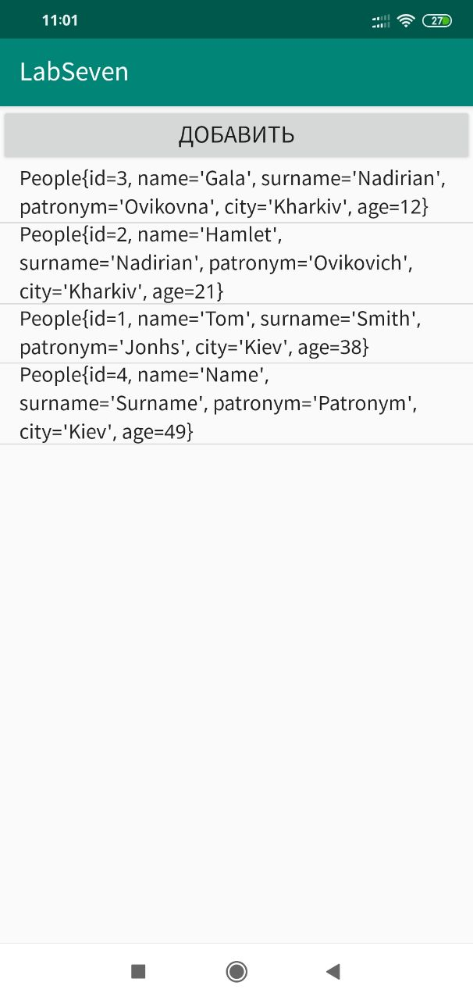 11:01
27
LabSeven
ДОБАВИТЬ
People{id=3, name='Gala', surname='Nadirian',
patronym='Ovikovna', city='Kharkiv', age=12}
People{id=2, name='Hamlet',
surname='Nadirian', patronym='Ovikovich',
city='Kharkiv', age=21}
People{id=1, name='Tom', surname='Smith',
patronym='Jonhs', city='Kiev', age=38}
People{id=4, name='Name',
surname='Surname', patronym='Patronym',
city='Kiev', age=49}